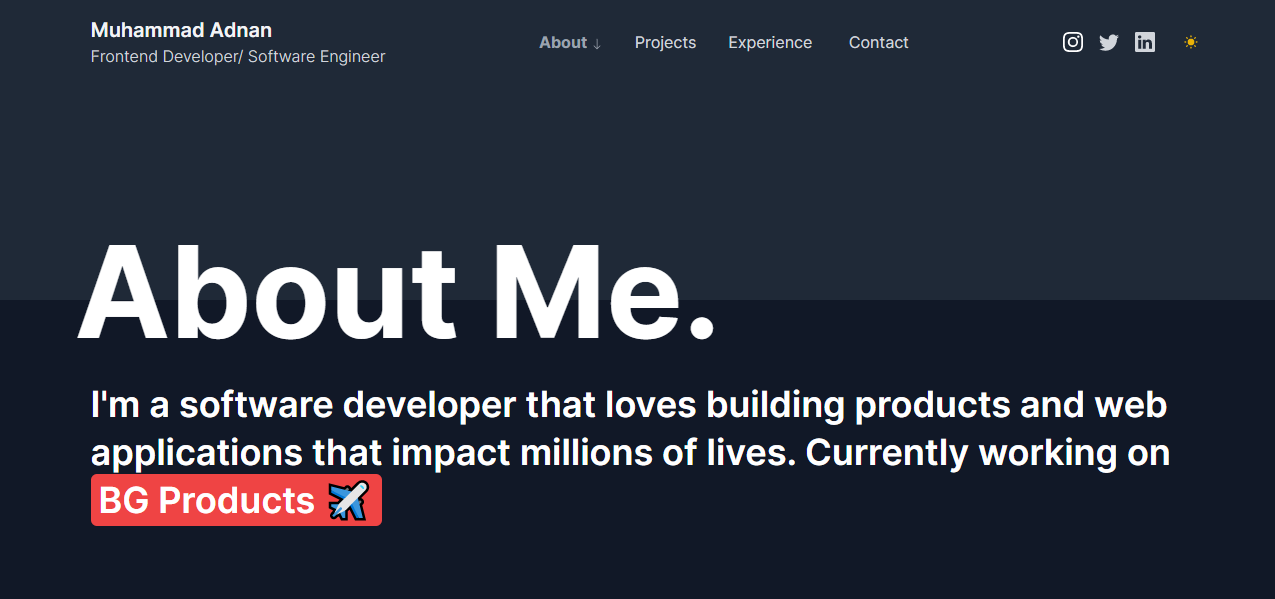 Muhammad Adnan
Frontend Developer/ Software Engineer
About ↓ Projects Experience Contact
About Me.
I'm a software developer that loves building products and web
applications that impact millions of lives. Currently working on
BG Products ✈️